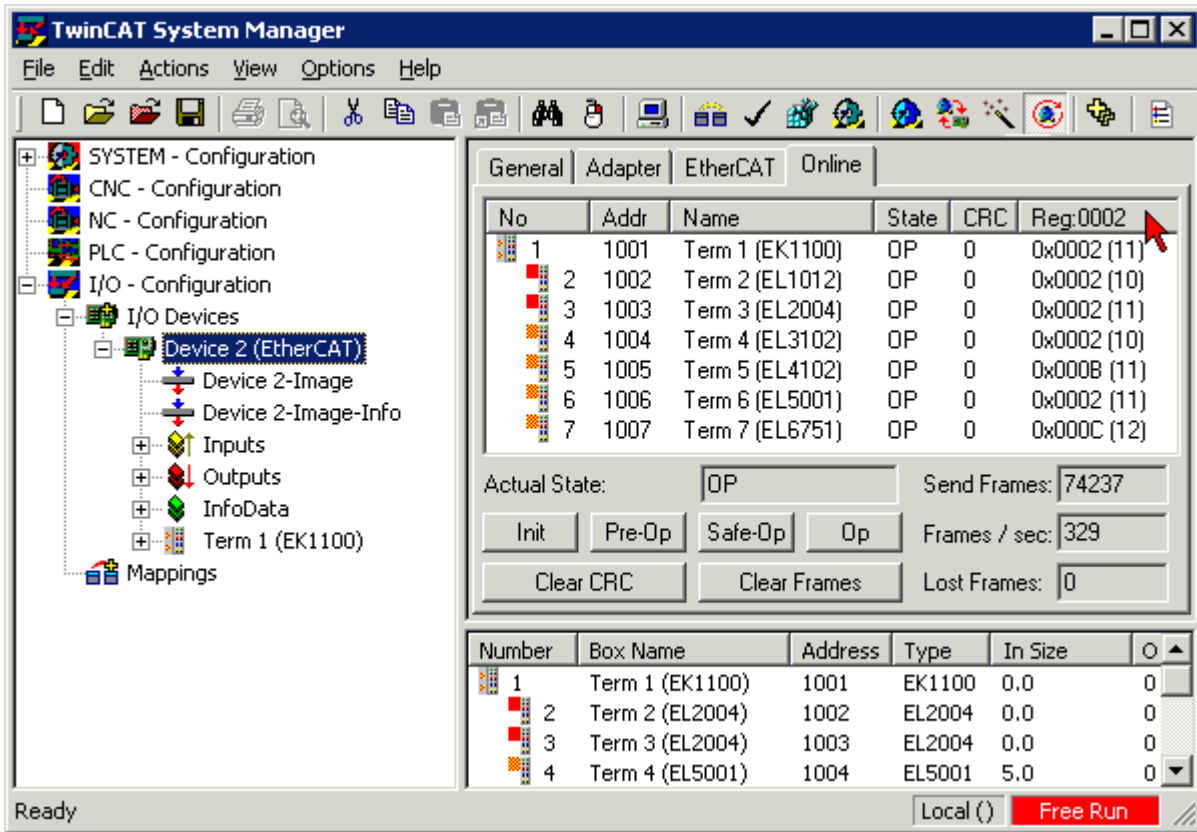 TwinCAT System Manager
File Edit Actions View Options Help
SYSTEM - Configuration
CNC - Configuration
NC - Configuration
PLC - Configuration
I/O - Configuration
I/O Devices
Device 2 (EtherCAT)
Device 2-Image
Device 2-Image-Info
Inputs
Outputs
InfoData
Term 1 (EK1100)
Mappings
General Adapter EtherCAT Online
No Addr Name State CRC Reg:0002
1 1001 Term 1 (EK1100) OP 0 0x0002 (11)
2 1002 Term 2 (EL1012) OP 0 0x0002 (10)
3 1003 Term 3 (EL2004) OP 0 0x0002 (11)
4 1004 Term 4 (EL3102) OP 0 0x0002 (10)
5 1005 Term 5 (EL4102) OP 0 0x000B (11)
6 1006 Term 6 (EL5001) OP 0 0x0002 (11)
7 1007 Term 7 (EL6751) OP 0 0x000C (12)
Actual State: OP Send Frames: 74237
Init Pre-Op Safe-Op Op Frames / sec: 329
Clear CRC Clear Frames Lost Frames: 0
Number Box Name Address Type In Size O
1 Term 1 (EK1100) 1001 EK1100 0.0 0
2 Term 2 (EL2004) 1002 EL2004 0.0 0
3 Term 3 (EL2004) 1003 EL2004 0.0 0
4 Term 4 (EL5001) 1004 EL5001 5.0 0
Ready Local () Free Run